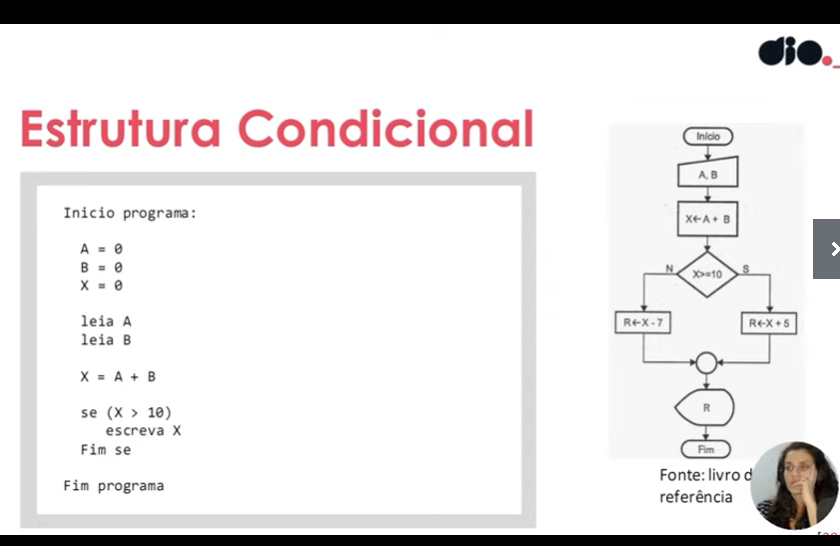 dio.
Estrutura Condicional
Inicio programa:
A = 0
B = 0
X = 0
leia A
leia B
X = A + B
se (X > 10)
escreva X
Fim se
Fim programa
Início
A, B
X←A + B
N
X>=10
S
R←X - 7
R←X + 5
R
Fim
Fonte: livro
referência